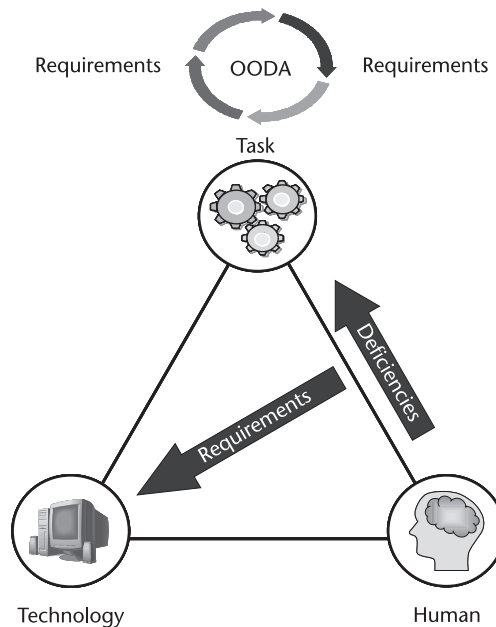 Requirements
OODA
Requirements
Task
Deficiencies
Requirements
Technology
Human